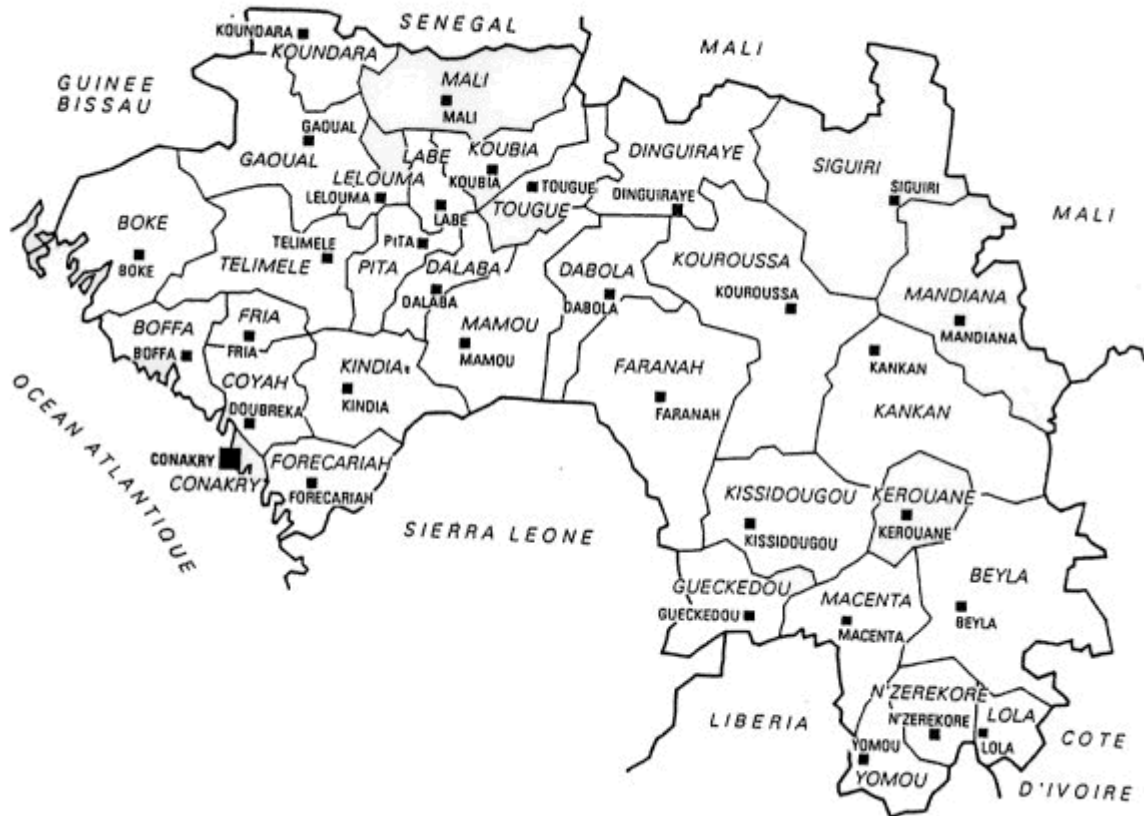 SENEGAL
KOUNDARA
KOUNDARA
MALI
GUINEE
BISSAU
MALI
MALI
GAOUAL
GAOUAL
LABE
KOUBIA
KOUBIA
DINGUIRAYE
SIGUIRI
SIGUIRI
LELOUMA
LELOUMA
TOUGUE
TOUGUE
DINGUIRAYE
LABE
MALI
BOKE
BOKE
TELIMELE
TELIMELE
PITA
PITA
DALABA
DALABA
DABOLA
DABOLA
KOUROUSSA
KOUROUSSA
MANDIANA
MANDIANA
BOFFA
BOFFA
FRIA
FRIA
MAMOU
MAMOU
COYAH
KINDIA
KINDIA
FARANAH
FARANAH
KANKAN
KANKAN
DOUBREKA
OCEAN ATLANTIQUE
CONAKRY
CONAKRY
FORECARIAH
FORECARIAH
SIERRA LEONE
KISSIDOUGOU
KISSIDOUGOU
KEROUANE
KEROUANE
GUECKEDOU
GUECKEDOU
MACENTA
MACENTA
BEYLA
BEYLA
LIBERIA
N'ZEREKORE
N'ZEREKORE
LOLA
LOLA
YOMOU
YOMOU
COTE
D'IVOIRE